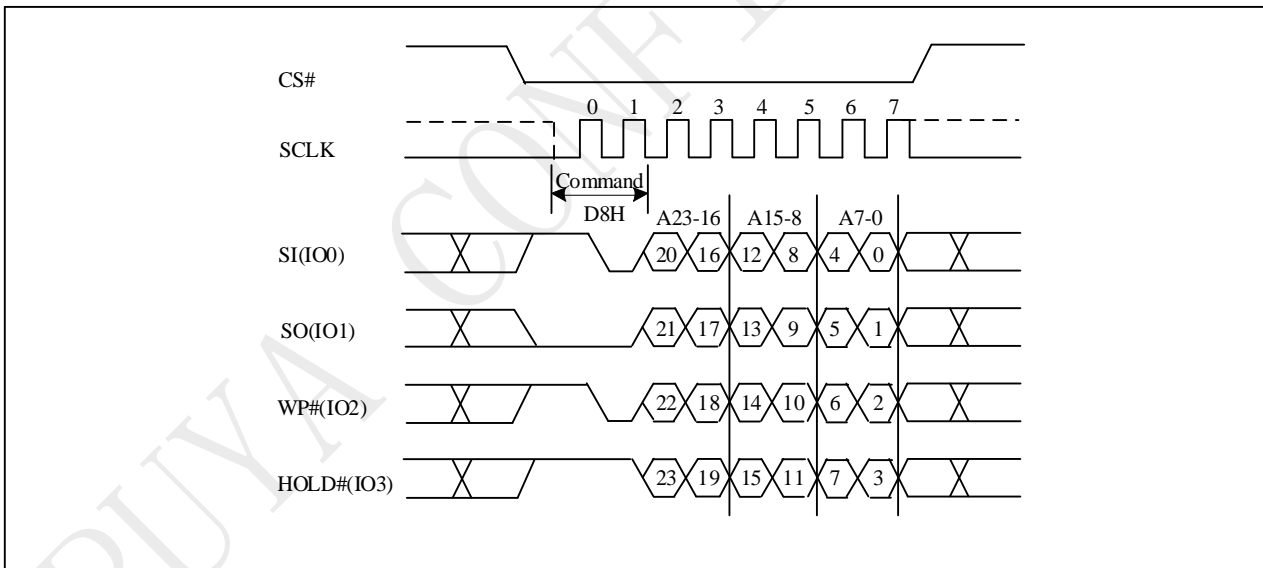 CS#
0 1 2 3 4 5 6 7
SCLK
Command
D8H
A23-16 A15-8 A7-0
SI(IO0) 20 16 12 8 4 0
SO(IO1) 21 17 13 9 5 1
WP#(IO2) 22 18 14 10 6 2
HOLD#(IO3) 23 19 15 11 7 3
PUYA CONF